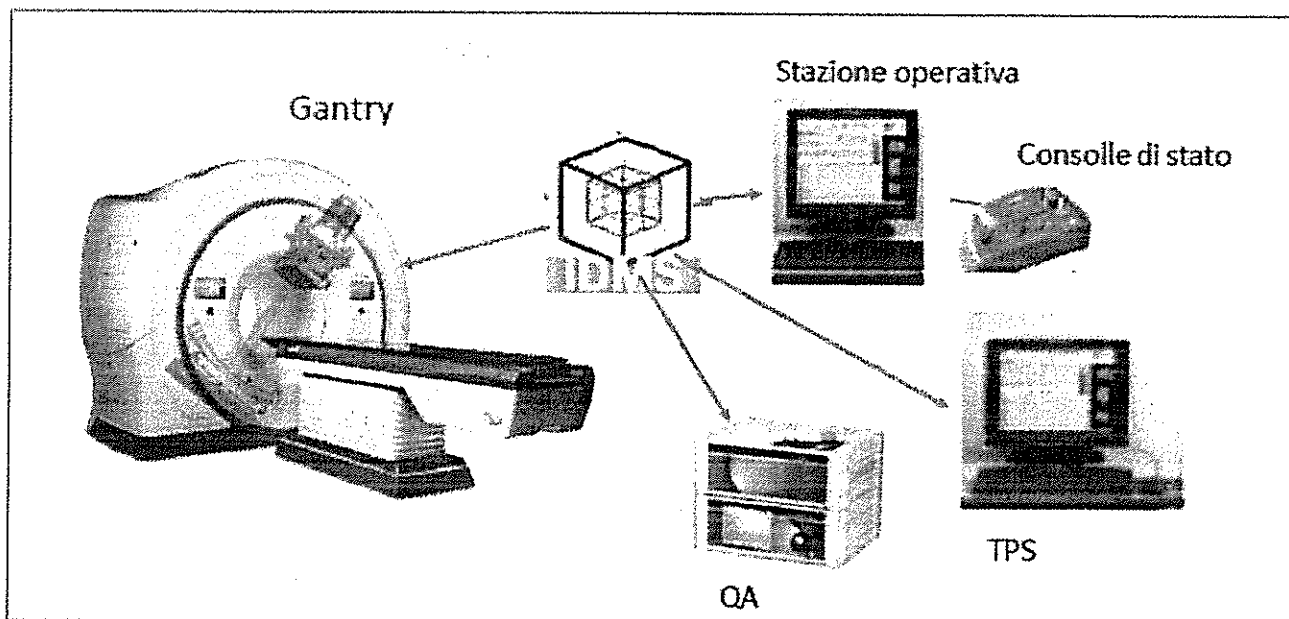 Stazione operativa
Gantry
Consolle di stato
iDMS
TPS
QA